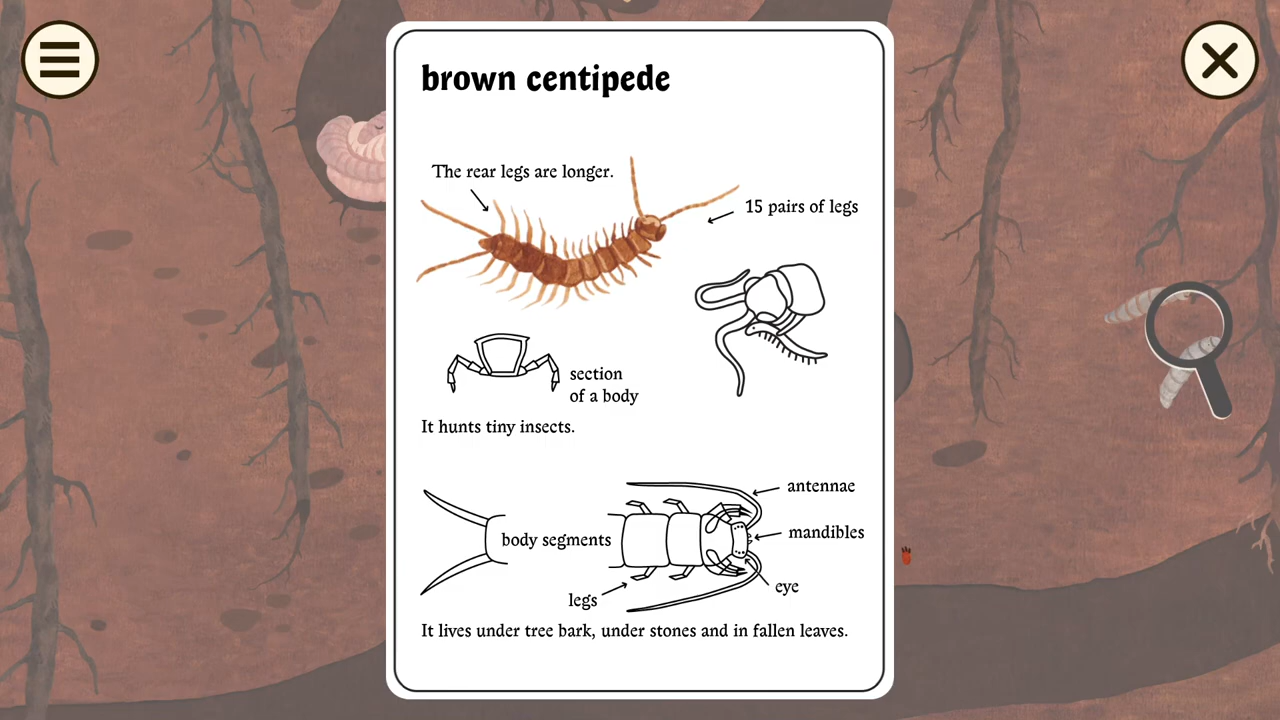 brown centipede
The rear legs are longer.
15 pairs of legs
section
of a body
It hunts tiny insects.
antennae
mandibles
body segments
eye
legs
It lives under tree bark, under stones and in fallen leaves.